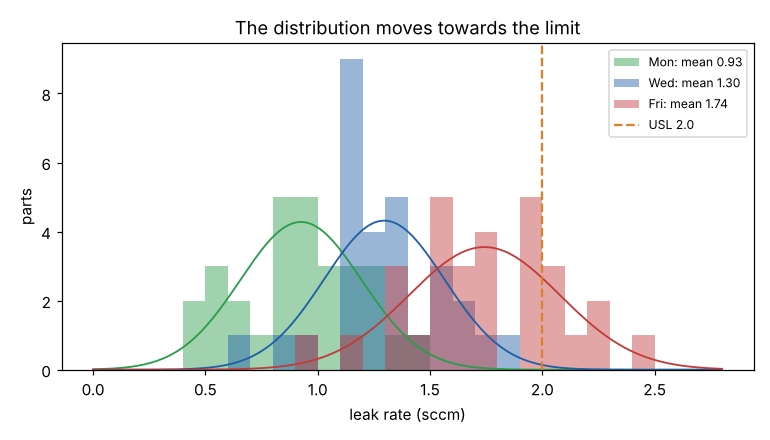 The distribution moves towards the limit
Mon: mean 0.93
Wed: mean 1.30
Fri: mean 1.74
USL 2.0
parts
8
6
4
2
0
0.0 0.5 1.0 1.5 2.0 2.5
leak rate (sccm)